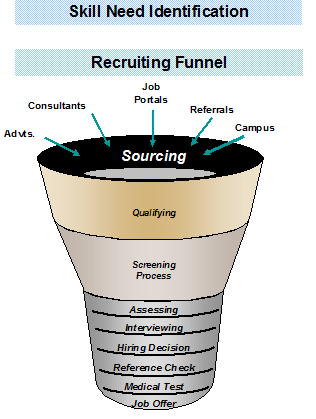 Skill Need Identification
Recruiting Funnel
Job
Portals
Consultants
Referrals
Advts.
Campus
Sourcing
Qualifying
Screening
Process
Assessing
Interviewing
Hiring Decision
Reference Check
Medical Test
Job Offer